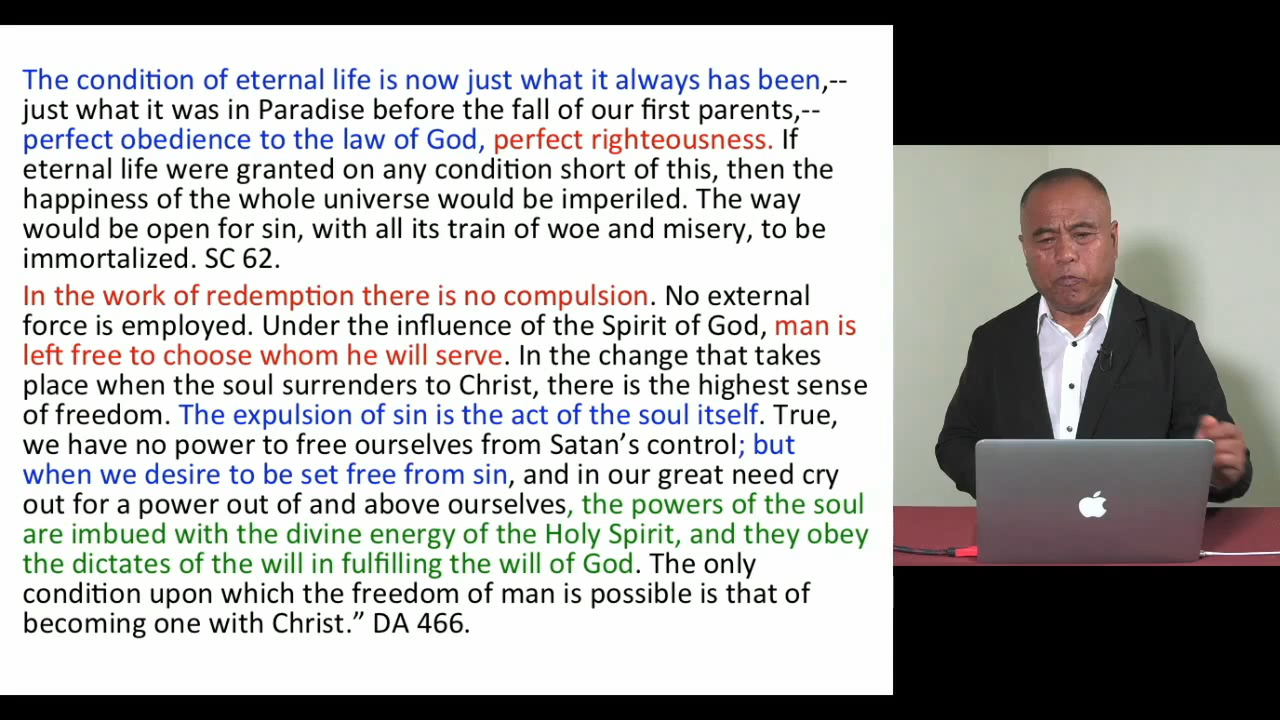 The condition of eternal life is now just what it always has been,--
just what it was in Paradise before the fall of our first parents,--
perfect obedience to the law of God, perfect righteousness. If
eternal life were granted on any condition short of this, then the
happiness of the whole universe would be imperiled. The way
would be open for sin, with all its train of woe and misery, to be
immortalized. SC 62.
In the work of redemption there is no compulsion. No external
force is employed. Under the influence of the Spirit of God, man is
left free to choose whom he will serve. In the change that takes
place when the soul surrenders to Christ, there is the highest sense
of freedom. The expulsion of sin is the act of the soul itself. True,
we have no power to free ourselves from Satan’s control; but
when we desire to be set free from sin, and in our great need cry
out for a power out of and above ourselves, the powers of the soul
are imbued with the divine energy of the Holy Spirit, and they obey
the dictates of the will in fulfilling the will of God. The only
condition upon which the freedom of man is possible is that of
becoming one with Christ.” DA 466.